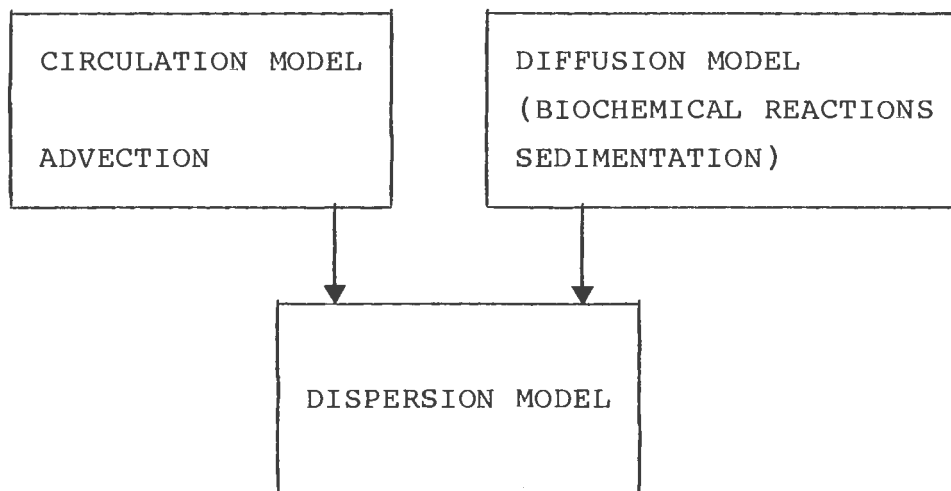 CIRCULATION MODEL
ADVECTION
DIFFUSION MODEL
(BIOCHEMICAL REACTIONS
SEDIMENTATION)
DISPERSION MODEL